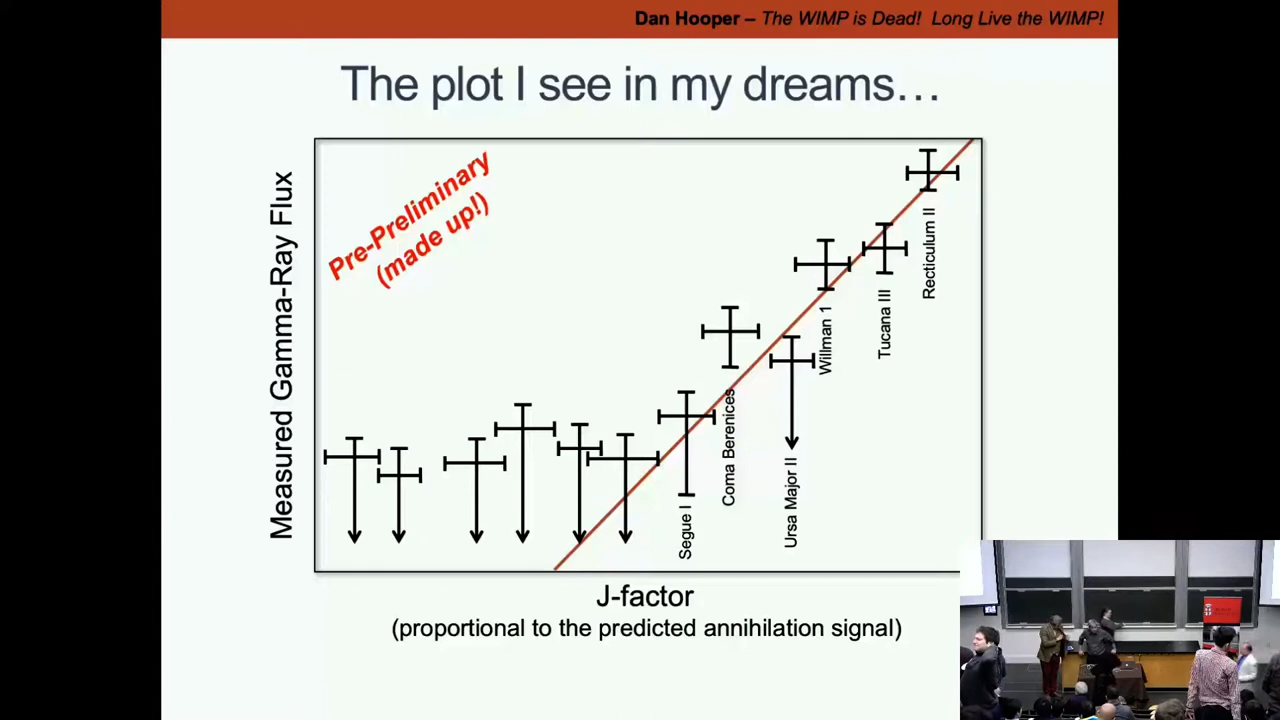 Dan Hooper – The WIMP is Dead! Long Live the WIMP!
The plot I see in my dreams…
Pre-Preliminary
(made up!)
Measured Gamma-Ray Flux
Segue I
Coma Berenices
Ursa Major II
Willman 1
Tucana III
Recticulum II
J-factor
(proportional to the predicted annihilation signal)